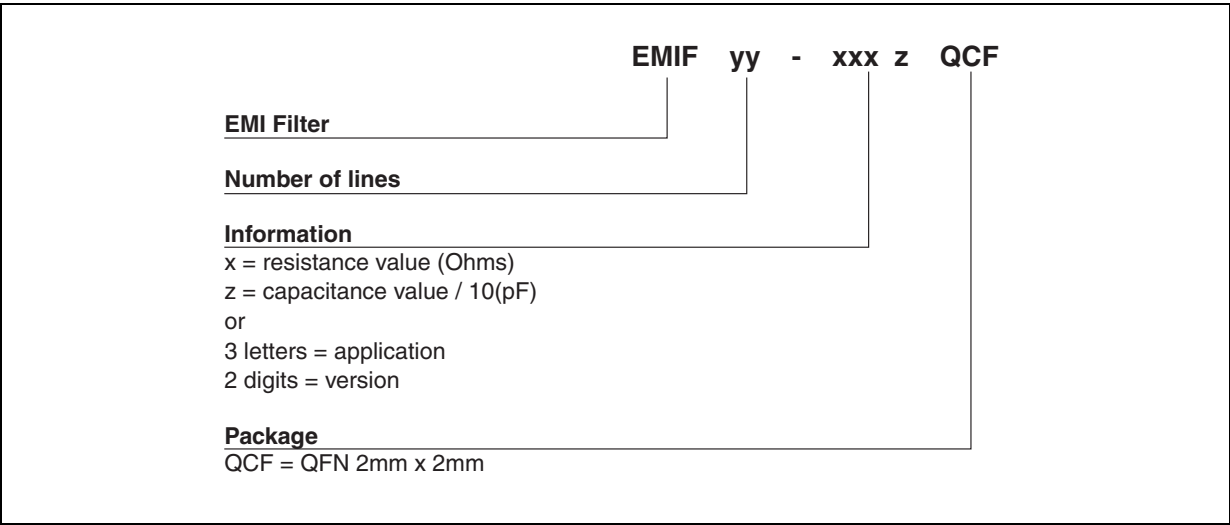 EMIF yy - xxx z QCF
EMI Filter
Number of lines
Information
x = resistance value (Ohms)
z = capacitance value / 10(pF)
or
3 letters = application
2 digits = version
Package
QCF = QFN 2mm x 2mm